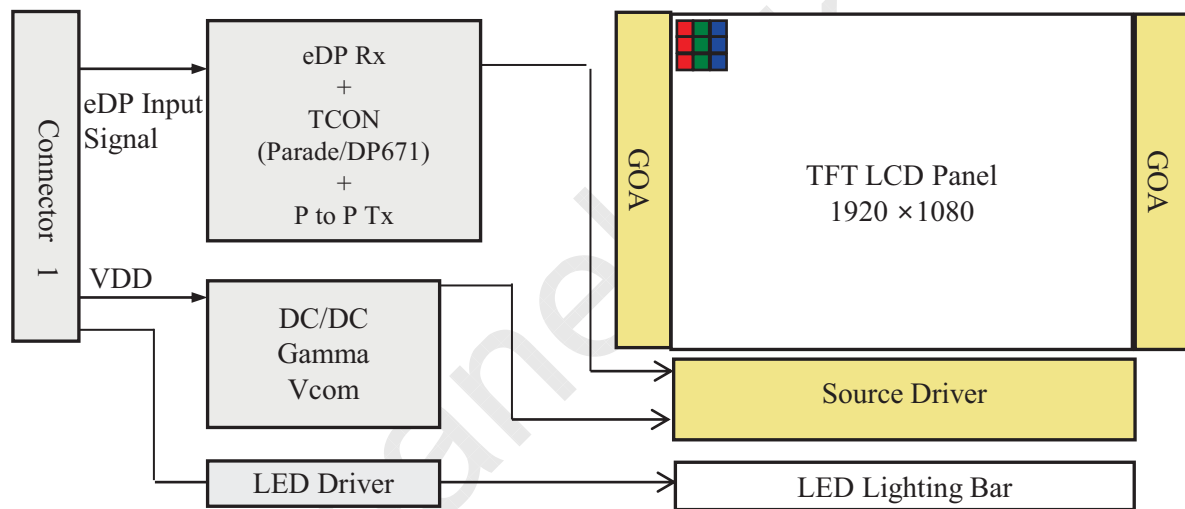 Connector 1
eDP Input
Signal
VDD
eDP Rx
+
TCON
(Parade/DP671)
+
P to P Tx
DC/DC
Gamma
Vcom
LED Driver
GOA
TFT LCD Panel
1920 ×1080
GOA
Source Driver
LED Lighting Bar